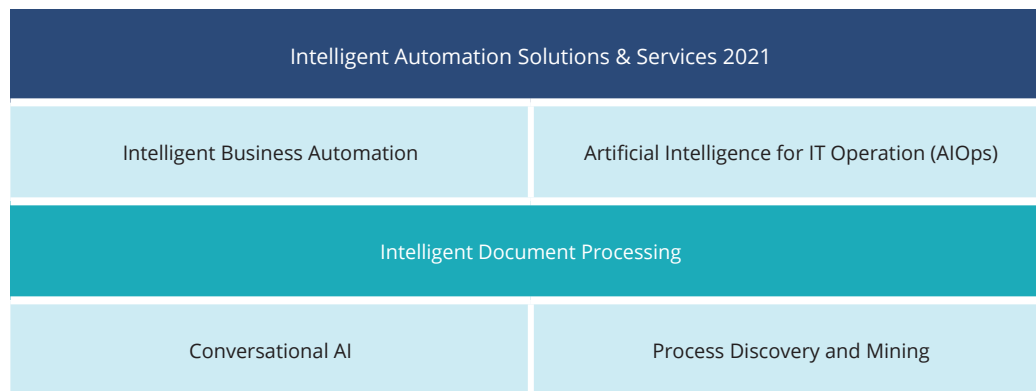 Intelligent Automation Solutions & Services 2021
Intelligent Business Automation
Artificial Intelligence for IT Operation (AIOps)
Intelligent Document Processing
Conversational AI
Process Discovery and Mining